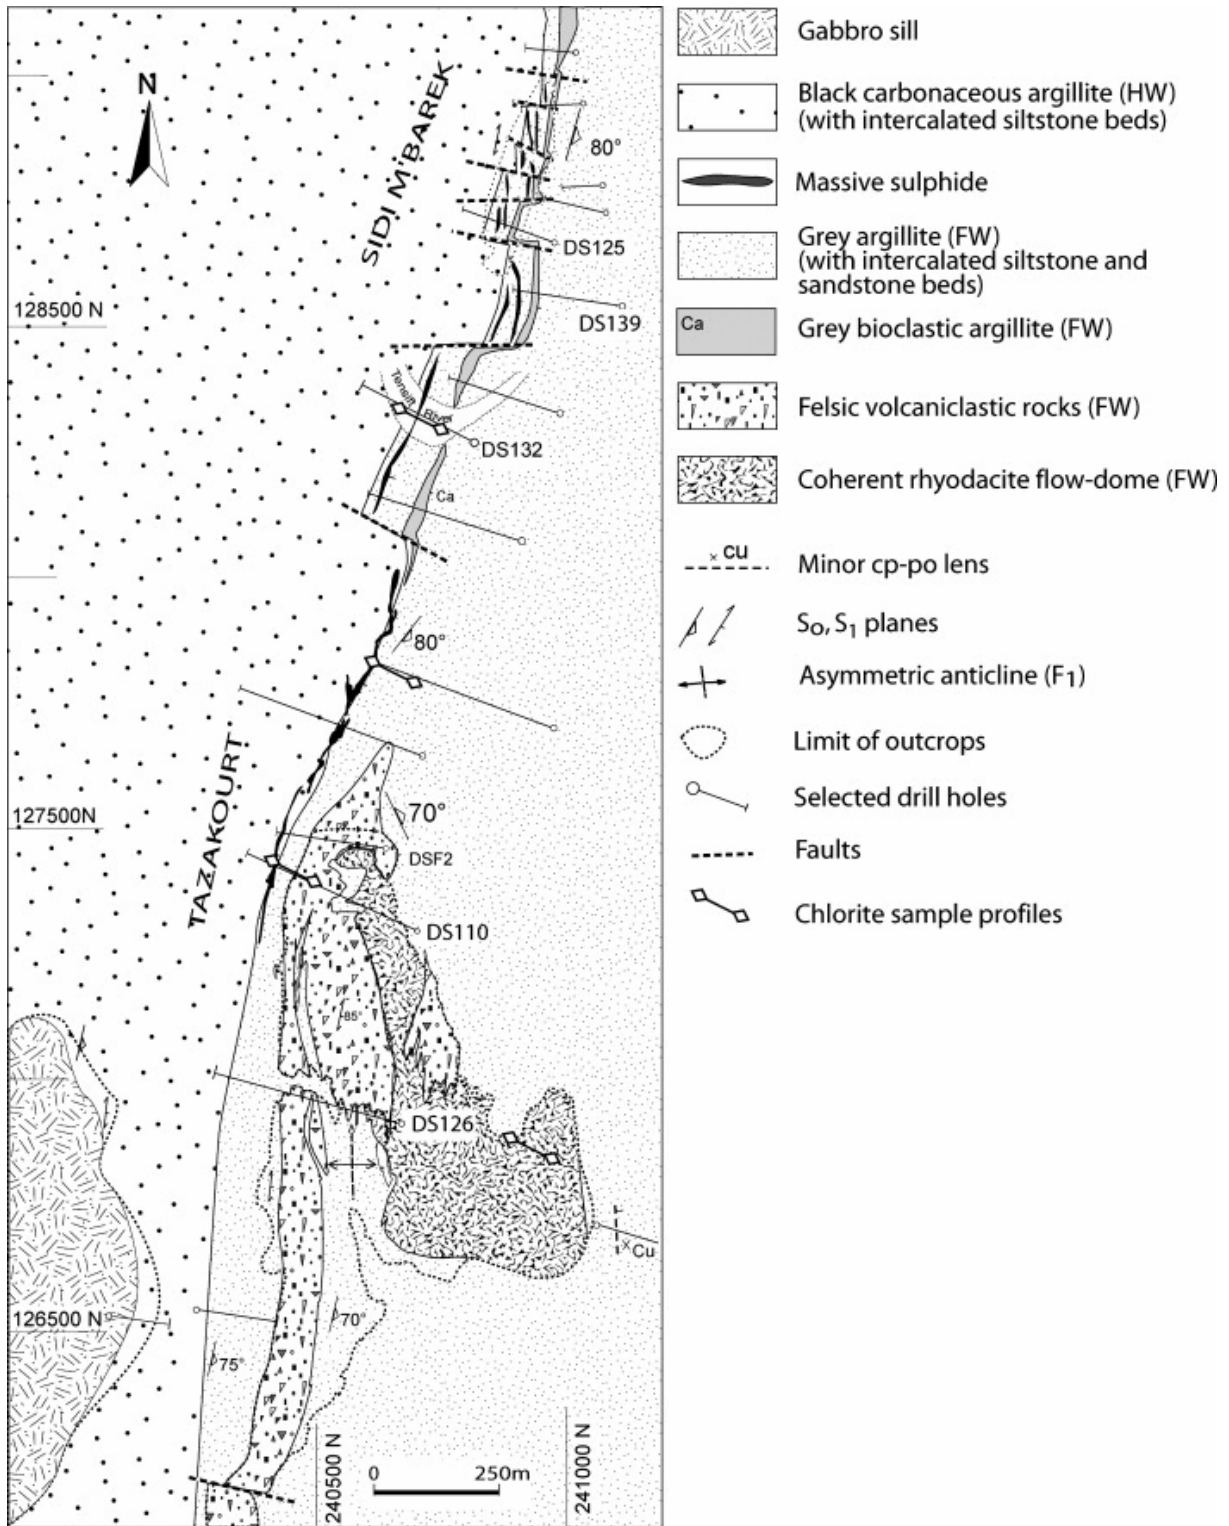 N
SIDI M'BAREK
80°
DS125
DS139
128500 N
Tensift River
DS132
Ca
80°
TAZAKOURT
127500N
70°
DSF2
DS110
85°
DS126
Cu
126500 N
70°
75°
240500 N
241000 N
0 250m
Gabbro sill
Black carbonaceous argillite (HW)
(with intercalated siltstone beds)
Massive sulphide
Grey argillite (FW)
(with intercalated siltstone and
sandstone beds)
Ca
Grey bioclastic argillite (FW)
Felsic volcaniclastic rocks (FW)
Coherent rhyodacite flow-dome (FW)
x cu
Minor cp-po lens
So, S1 planes
Asymmetric anticline (F1)
Limit of outcrops
Selected drill holes
Faults
Chlorite sample profiles